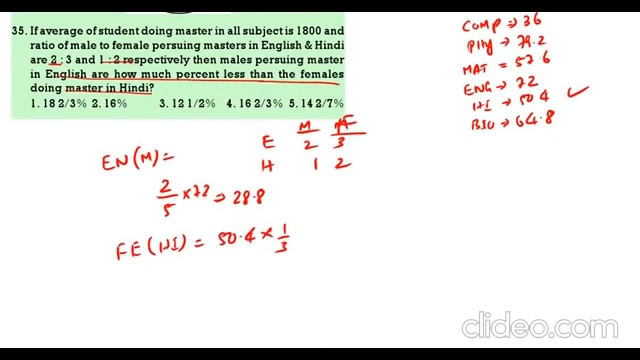 35. If average of student doing master in all subject is 1800 and
ratio of male to female persuing masters in English & Hindi
are 2 : 3 and 1 : 2 respectively then males persuing master
in English are how much percent less than the females
doing master in Hindi?
1. 18 2/3% 2. 16% 3. 12 1/2% 4. 16 2/3% 5. 14 2/7%
COMP → 36
PHY → 79.2
MAT = 57.6
ENG → 72
HI → 50.4 ✓
BIO → 64.8
M F
E 2 3
H 1 2
EN(M) =
2/5 × 72 → 28.8
FE(HI) = 50.4 × 1/3
clideo.com